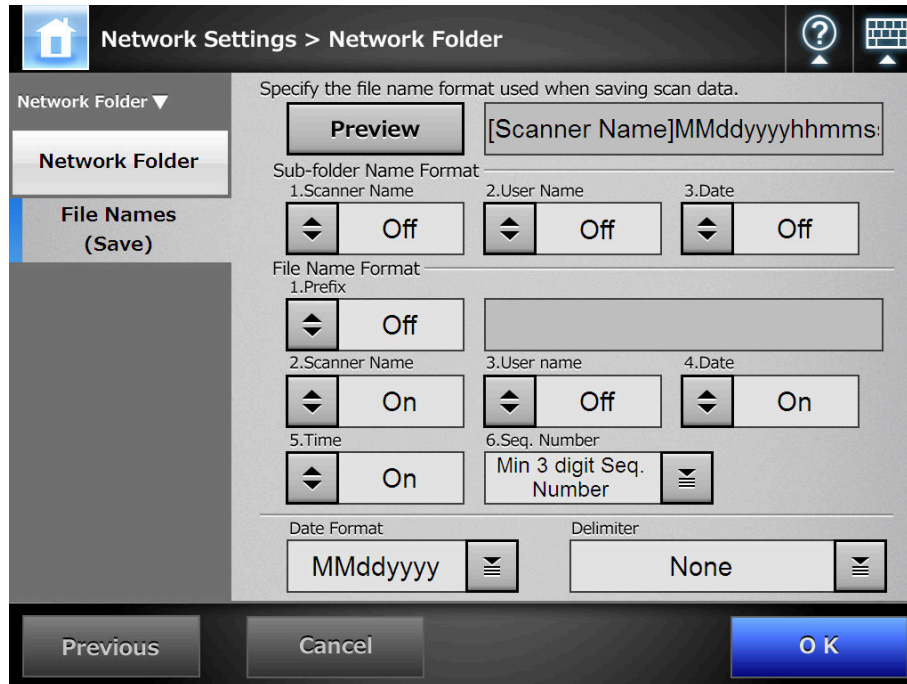 Network Settings > Network Folder
?
Network Folder ▼
Network Folder
File Names
(Save)
Specify the file name format used when saving scan data.
Preview
[Scanner Name]MMddyyyyhhmms
Sub-folder Name Format
1.Scanner Name 2.User Name 3.Date
Off Off Off
File Name Format
1.Prefix
Off
2.Scanner Name 3.User name 4.Date
On Off On
5.Time 6.Seq. Number
On
Min 3 digit Seq.
Number
Date Format Delimiter
MMddyyyy None
Previous Cancel O K